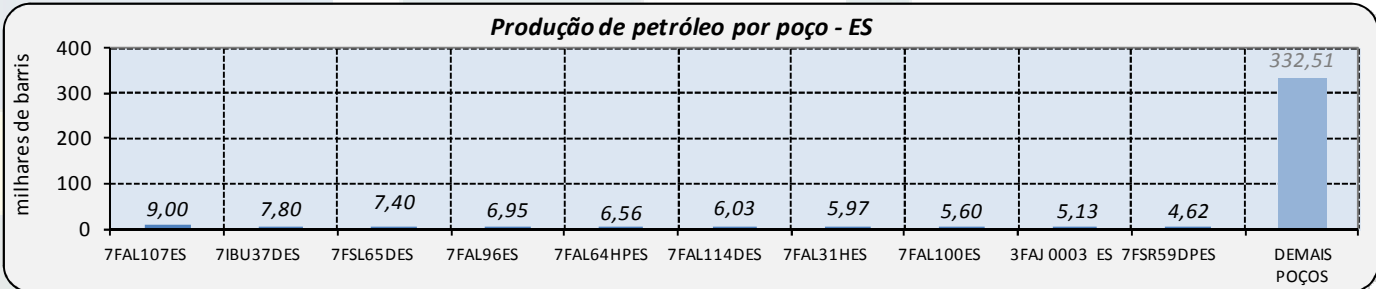 Produção de petróleo por poço - ES
milhares de barris
400
300
200
100
0
9,00 7,80 7,40 6,95 6,56 6,03 5,97 5,60 5,13 4,62 332,51
7FAL107ES 7IBU37DES 7FSL65DES 7FAL96ES 7FAL64HPES 7FAL114DES 7FAL31HES 7FAL100ES 3FAJ 0003 ES 7FSR59DPES DEMAIS
POÇOS